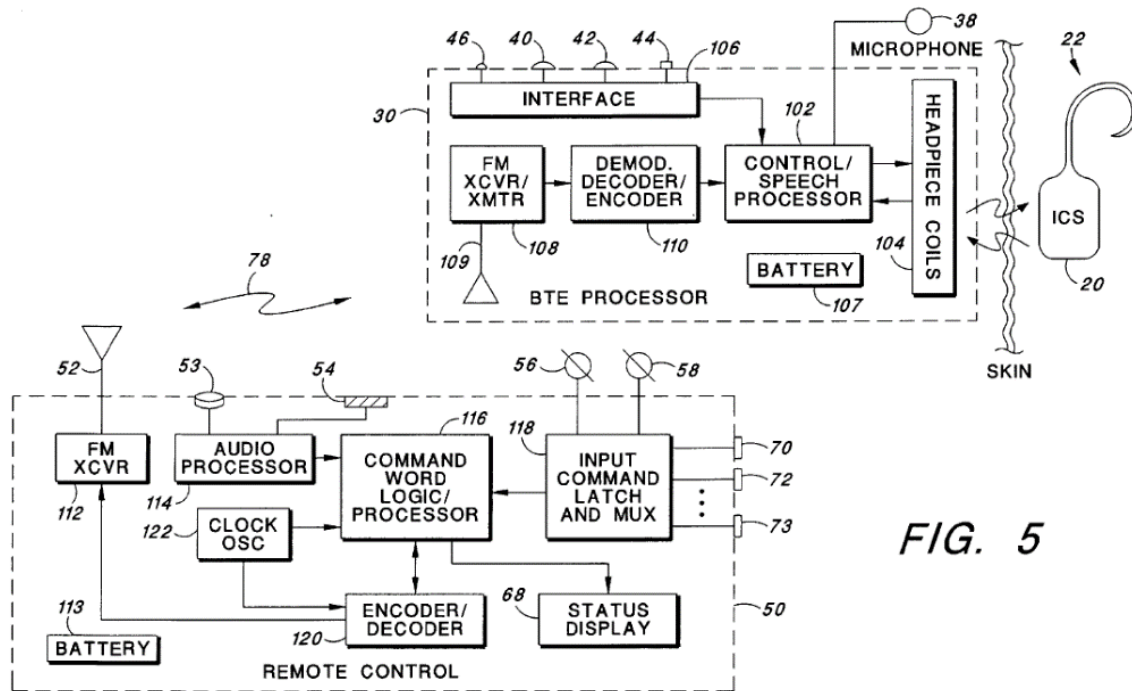 46
40
42
44
106
38
MICROPHONE
22
30
INTERFACE
102
HEADPIECE COILS
FM
XCVR/
XMTR
DEMOD.
DECODER/
ENCODER
CONTROL/
SPEECH
PROCESSOR
ICS
109
108
110
104
20
BATTERY
107
BTE PROCESSOR
78
SKIN
52
53
54
56
58
116
118
FM
XCVR
AUDIO
PROCESSOR
COMMAND
WORD
LOGIC/
PROCESSOR
INPUT
COMMAND
LATCH
AND MUX
70
72
73
112
114
122
CLOCK
OSC
FIG. 5
113
BATTERY
ENCODER/
DECODER
120
68
STATUS
DISPLAY
50
REMOTE CONTROL